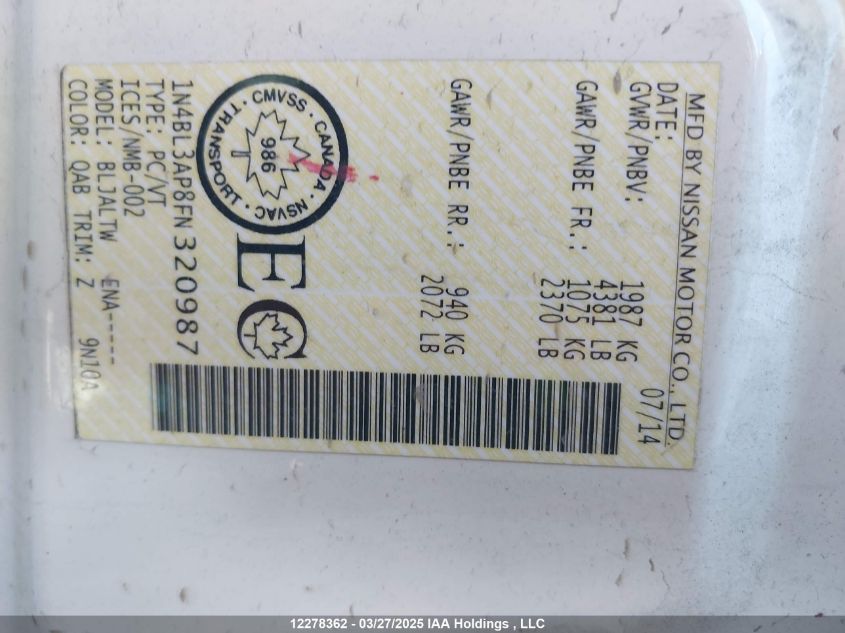 MFD BY NISSAN MOTOR CO., LTD.
DATE: 07/14
GVWR/PNBV: 1987 KG
4381 LB
GAWR/PNBE FR.: 1075 KG
2370 LB
GAWR/PNBE RR.: 940 KG
2072 LB
CMVSS · CANADA · NSVAC · TRANSPORT ·
986
EC
1N4BL3AP8FN320987
TYPE: PC/VT
ICES/NMB-002
MODEL: BLJALTW ENA-----
COLOR: QAB TRIM: Z 9N10A
12278362 - 03/27/2025 IAA Holdings , LLC